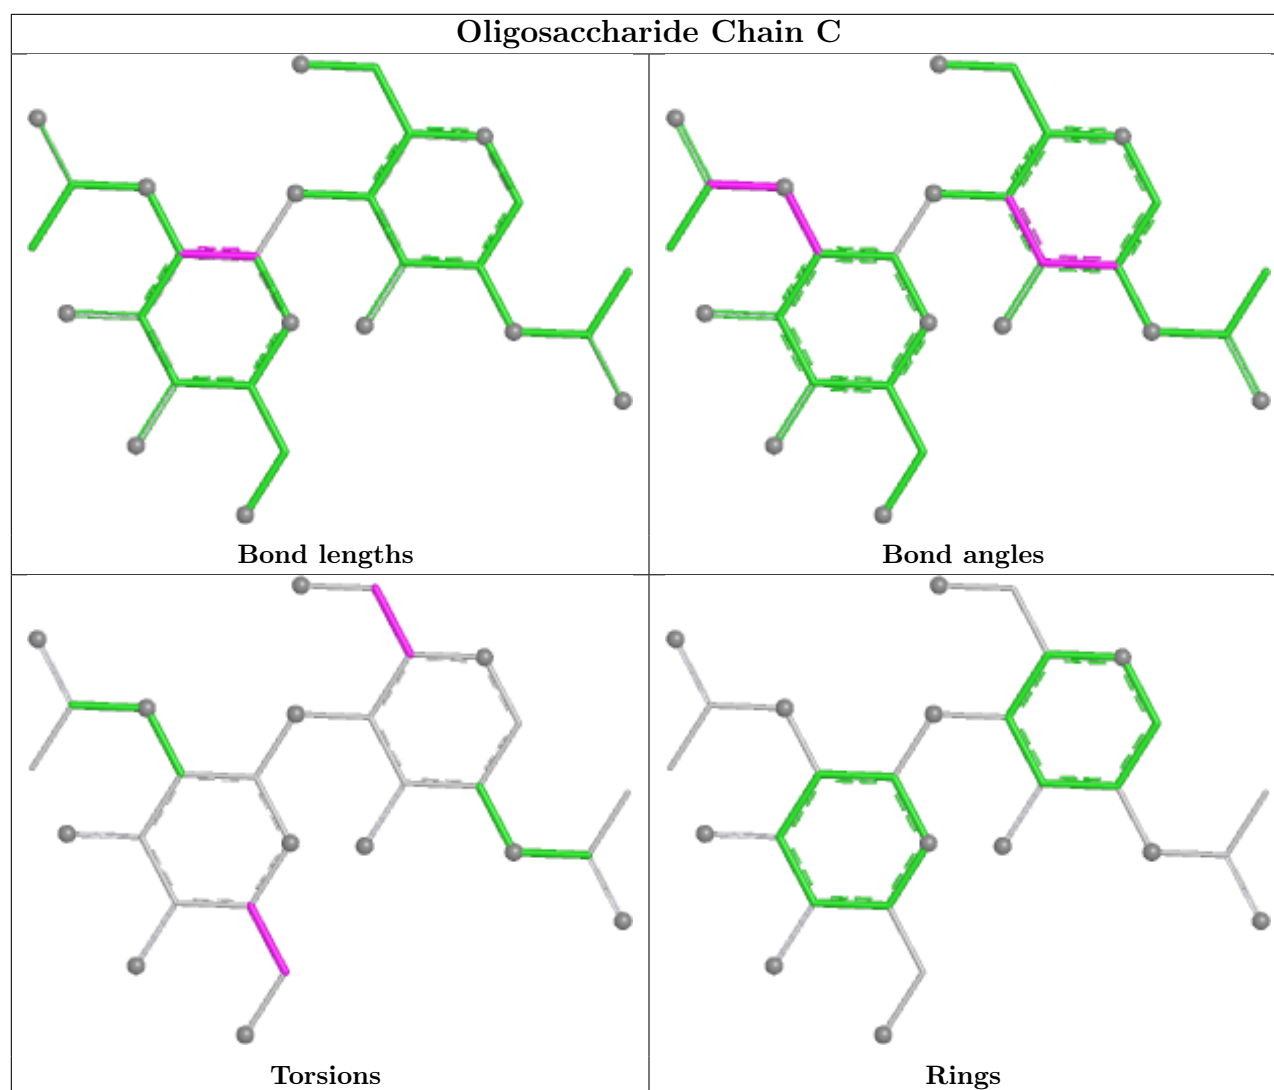 Oligosaccharide Chain C
Bond lengths
Bond angles
Torsions
Rings